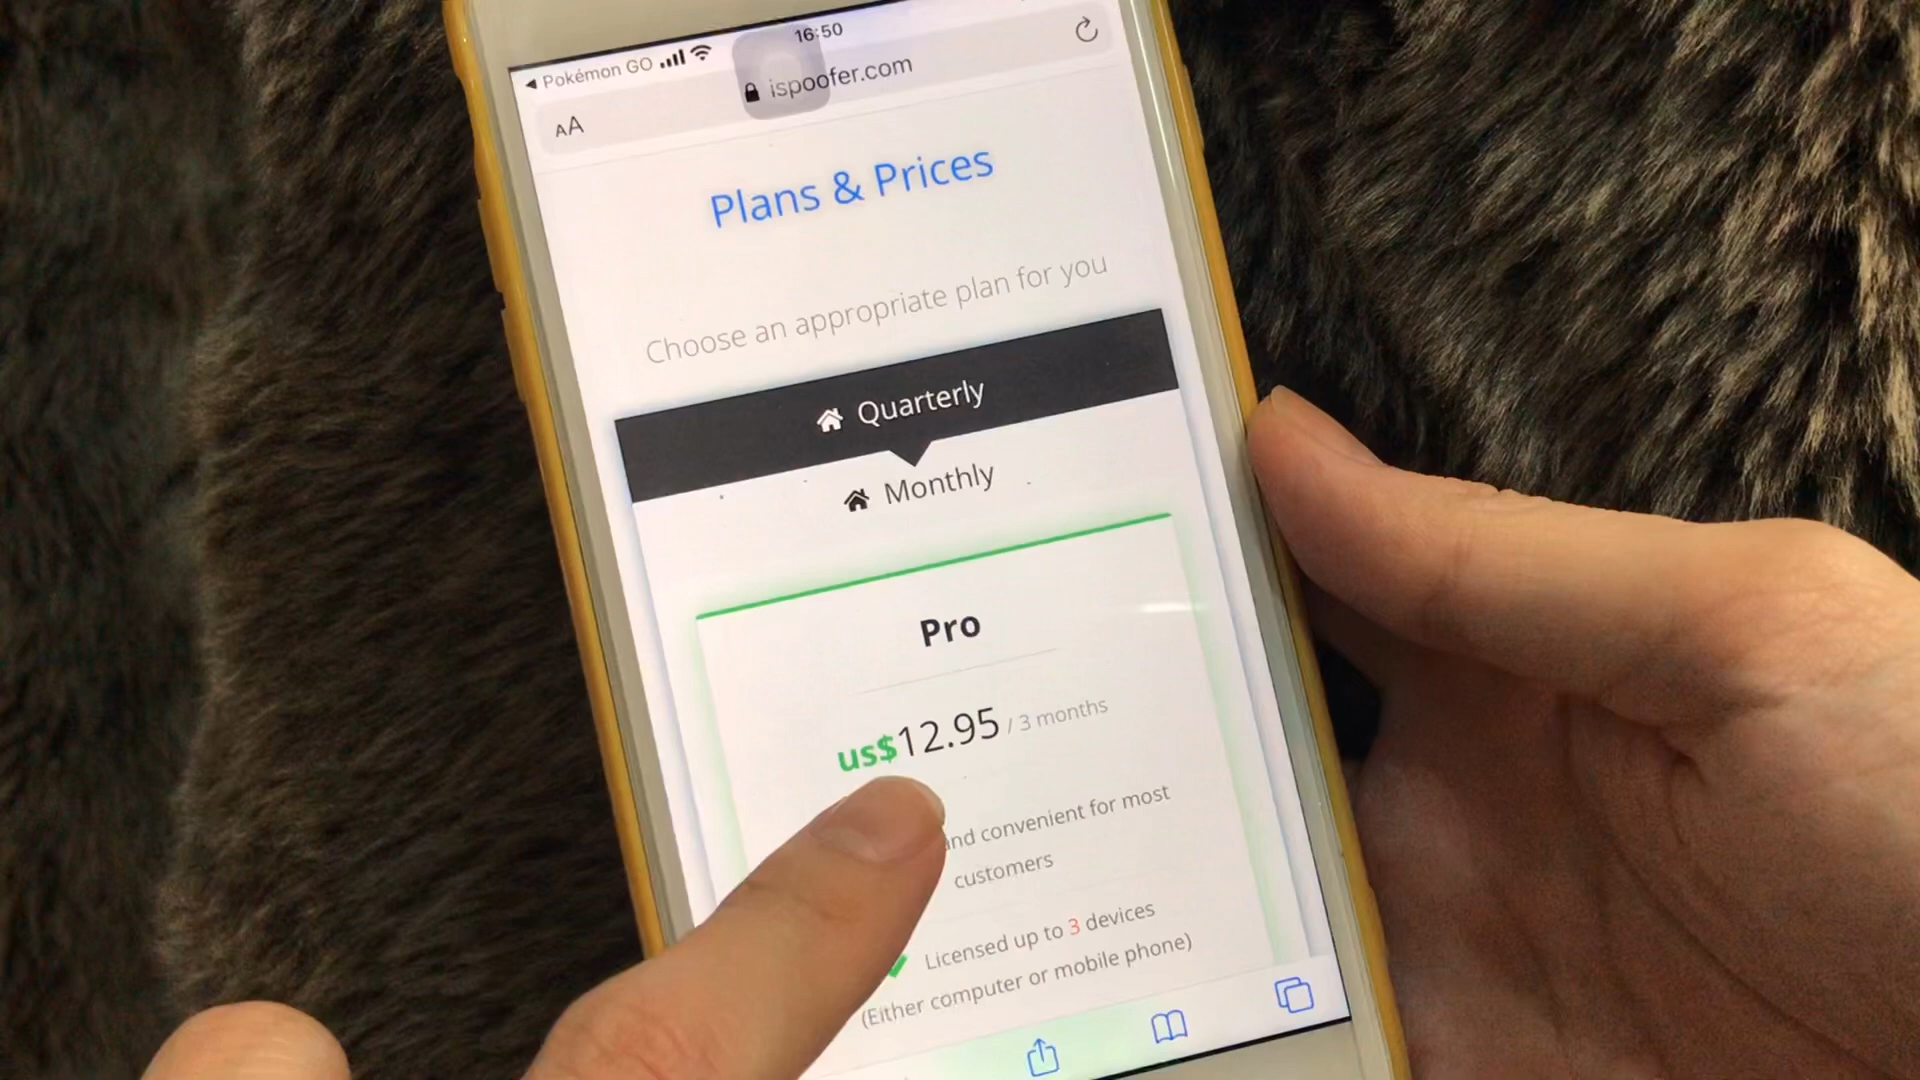 ◀ Pokémon GO
16:50
AA
ispoofer.com
Plans & Prices
Choose an appropriate plan for you
Quarterly
Monthly
Pro
us$12.95 / 3 months
and convenient for most
customers
Licensed up to 3 devices
(Either computer or mobile phone)